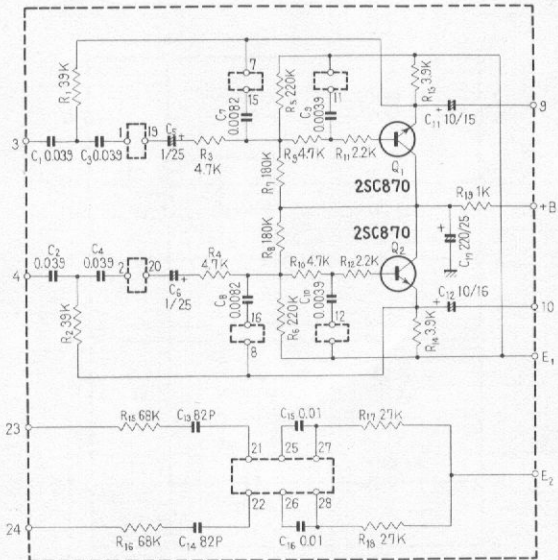 7
15
11
3
R₁ 39K
C₁ 0.039
C₃ 0.039
1
19
C₅
1/25
R₃
4.7K
C₇
0.0082
R₅ 220K
C₉
0.0039
R₉ 4.7K
R₁₁ 2.2K
Q₁
2SC870
R₁₃ 3.9K
C₁₁ 10/15
9
R₇ 180K
R₈ 180K
2SC870
Q₂
R₁₉ 1K
+B
220/25
4
C₂
0.039
C₄
0.039
2
20
C₆
1/25
R₄
4.7K
C₈
0.0082
16
8
R₁₀ 4.7K
R₁₂ 2.2K
C₁₀
0.0039
12
R₆ 220K
R₂ 39K
C₁₂ 10/16
10
R₁₄ 3.9K
E₁
23
R₁₅ 68K
C₁₃ 82P
21
C₁₅ 0.01
25
27
R₁₇ 27K
E₂
22
26
28
24
R₁₆ 68K
C₁₄ 82P
C₁₆ 0.01
R₁₈ 27K